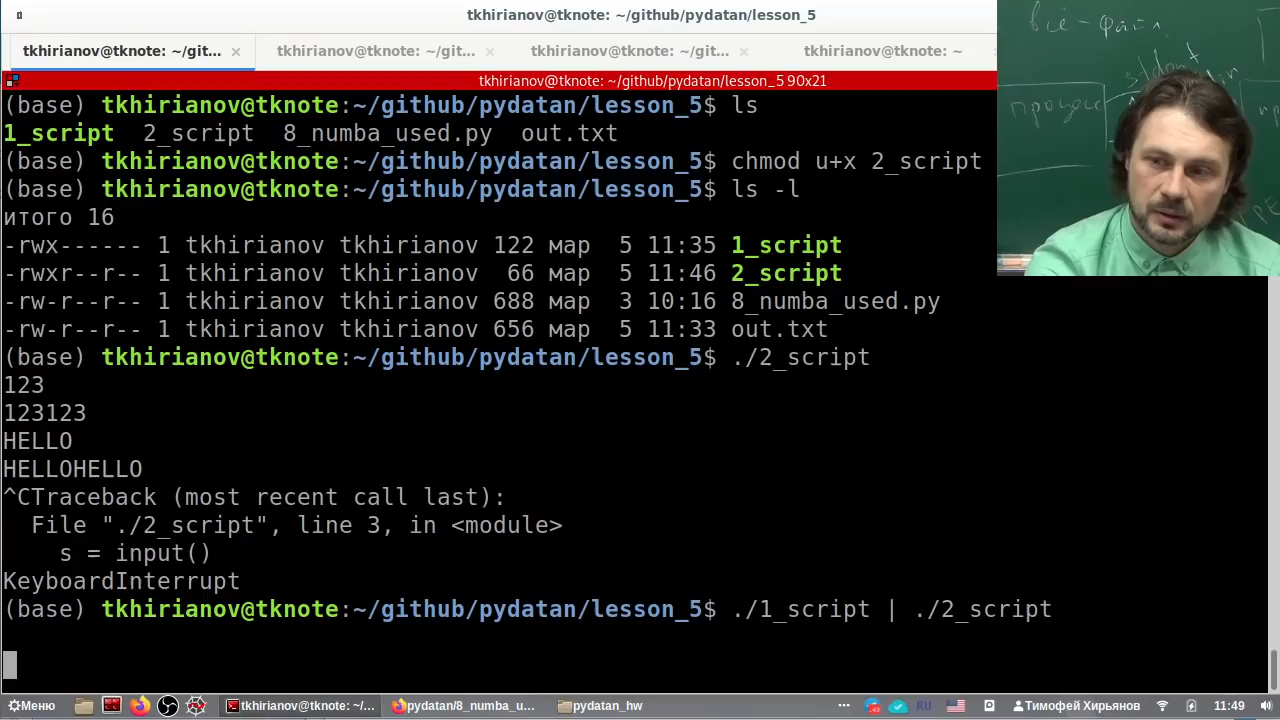 tkhirianov@tknote: ~/github/pydatan/lesson_5
tkhirianov@tknote: ~/git… × tkhirianov@tknote: ~/git… × tkhirianov@tknote: ~/git… × tkhirianov@tknote: ~
tkhirianov@tknote: ~/github/pydatan/lesson_5 90x21
(base) tkhirianov@tknote:~/github/pydatan/lesson_5$ ls
1_script  2_script  8_numba_used.py  out.txt
(base) tkhirianov@tknote:~/github/pydatan/lesson_5$ chmod u+x 2_script
(base) tkhirianov@tknote:~/github/pydatan/lesson_5$ ls -l
итого 16
-rwx------ 1 tkhirianov tkhirianov 122 мар  5 11:35 1_script
-rwxr--r-- 1 tkhirianov tkhirianov  66 мар  5 11:46 2_script
-rw-r--r-- 1 tkhirianov tkhirianov 688 мар  3 10:16 8_numba_used.py
-rw-r--r-- 1 tkhirianov tkhirianov 656 мар  5 11:33 out.txt
(base) tkhirianov@tknote:~/github/pydatan/lesson_5$ ./2_script
123
123123
HELLO
HELLOHELLO
^CTraceback (most recent call last):
  File "./2_script", line 3, in <module>
    s = input()
KeyboardInterrupt
(base) tkhirianov@tknote:~/github/pydatan/lesson_5$ ./1_script | ./2_script
всё - файл
процесс
Меню tkhirianov@tknote: ~/... pydatan/8_numba_u... pydatan_hw ... RU Тимофей Хирьянов 11:49